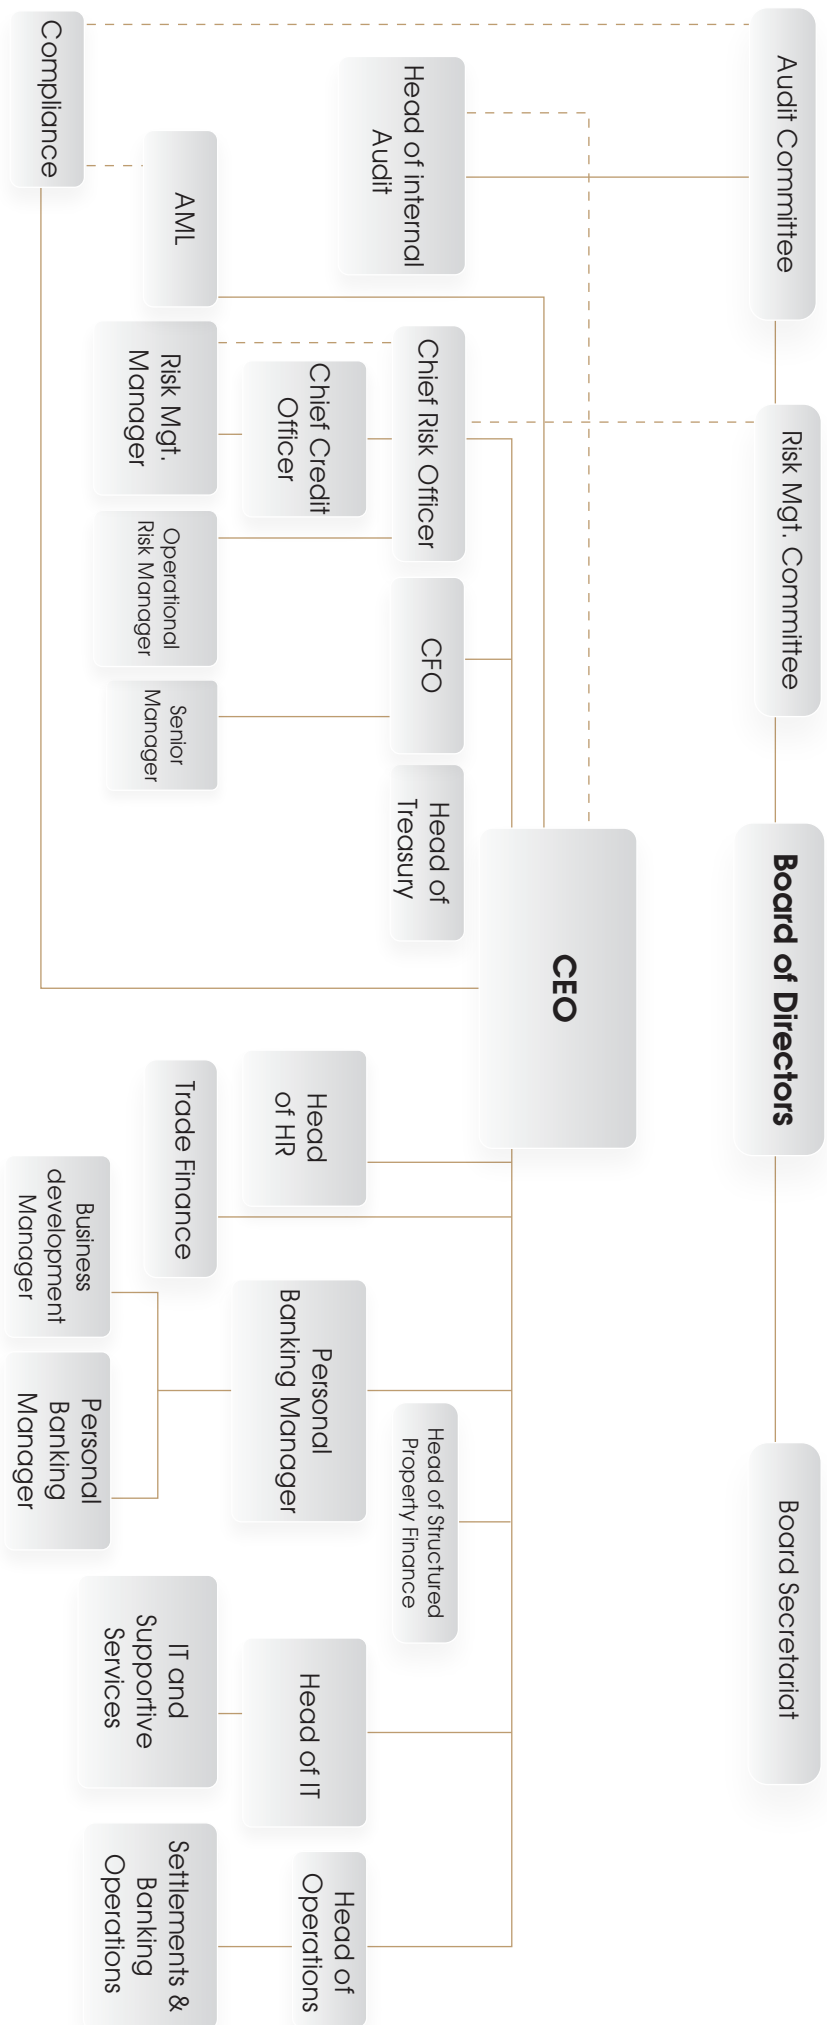 Audit Committee
Risk Mgt. Committee
Board of Directors
Board Secretariat
CEO
Head of internal
Audit
Chief Risk Officer
CFO
Head of
Treasury
Head of Structured
Property Finance
Chief Credit
Officer
Head
of HR
Personal
Banking Manager
Head of IT
Head of
Operations
AML
Risk Mgt.
Manager
Operational
Risk Manager
Senior
Manager
Trade Finance
IT and
Supportive
Services
Settlements &
Banking
Operations
Compliance
Business
development
Manager
Personal
Banking
Manager